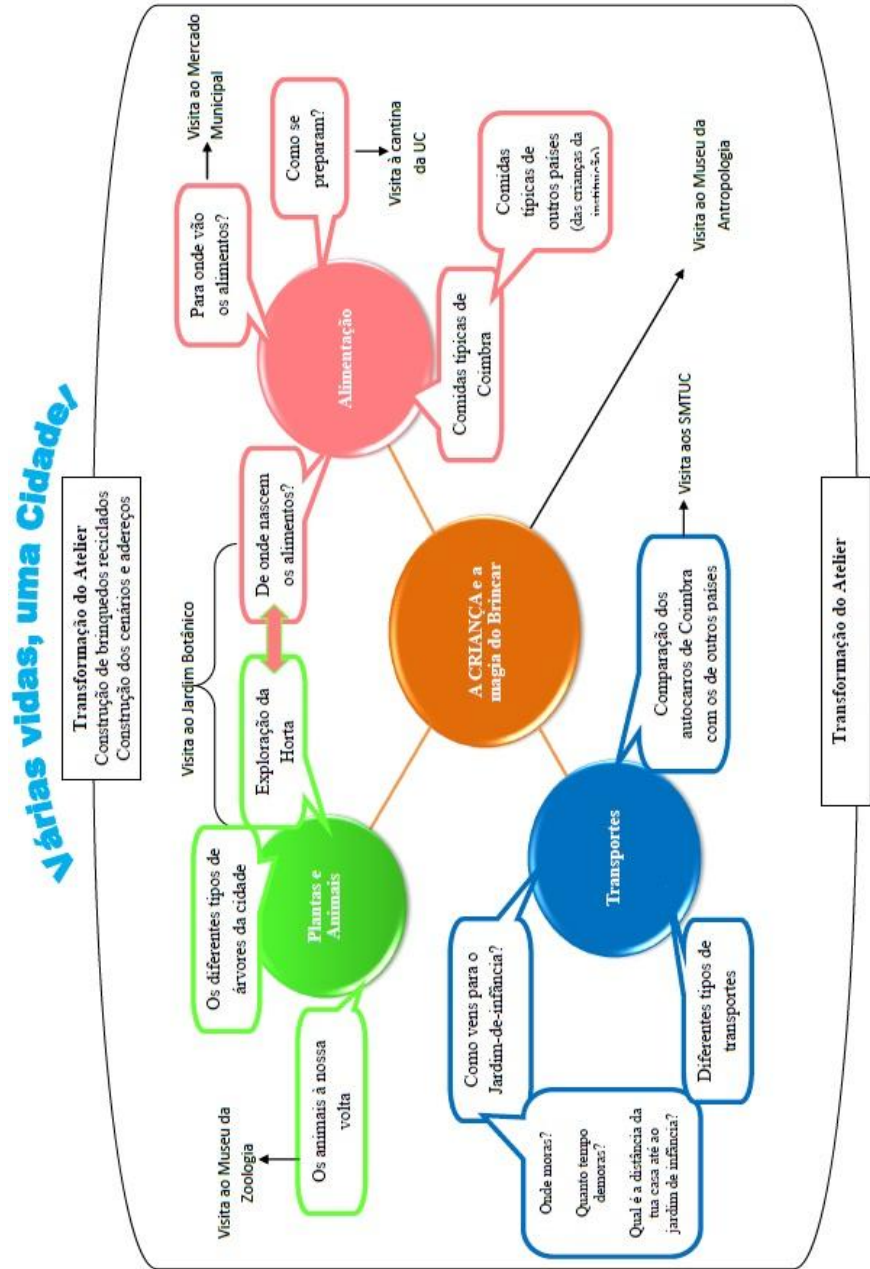 Várias vidas, uma Cidade,
Transformação do Atelier
Construção de brinquedos reciclados
Construção dos cenários e adereços
Visita ao Museu da
Zoologia
Os animais à nossa
volta
Os diferentes tipos de
árvores da cidade
Plantas e
Animais
Visita ao Jardim Botânico
Exploração da
Horta
De onde nascem
os alimentos?
Alimentação
Para onde vão
os alimentos?
Visita ao Mercado
Municipal
Como se
preparam?
Visita à cantina
da UC
Comidas típicas de
Coimbra
Comidas
típicas de
outros países
(das crianças da
instituição)
A CRIANÇA e a
magia do Brincar
Visita ao Museu da
Antropologia
Como vens para o
Jardim-de-infância?
Onde moras?
Quanto tempo
demoras?
Qual é a distância da
tua casa até ao
jardim de infância?
Transportes
Diferentes tipos de
transportes
Comparação dos
autocarros de Coimbra
com os de outros países
Visita aos SMTUC
Transformação do Atelier